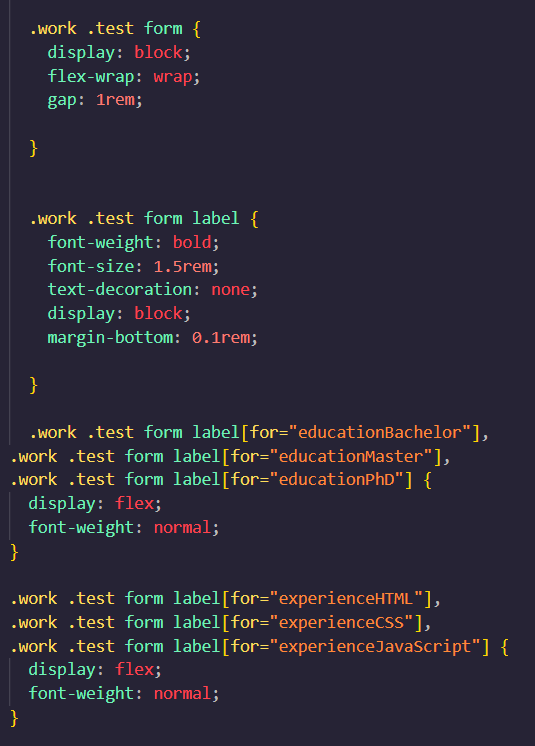 .work .test form {
display: block;
flex-wrap: wrap;
gap: 1rem;
}
.work .test form label {
font-weight: bold;
font-size: 1.5rem;
text-decoration: none;
display: block;
margin-bottom: 0.1rem;
}
.work .test form label[for="educationBachelor"],
.work .test form label[for="educationMaster"],
.work .test form label[for="educationPhD"] {
display: flex;
font-weight: normal;
}
.work .test form label[for="experienceHTML"],
.work .test form label[for="experienceCSS"],
.work .test form label[for="experienceJavaScript"] {
display: flex;
font-weight: normal;
}